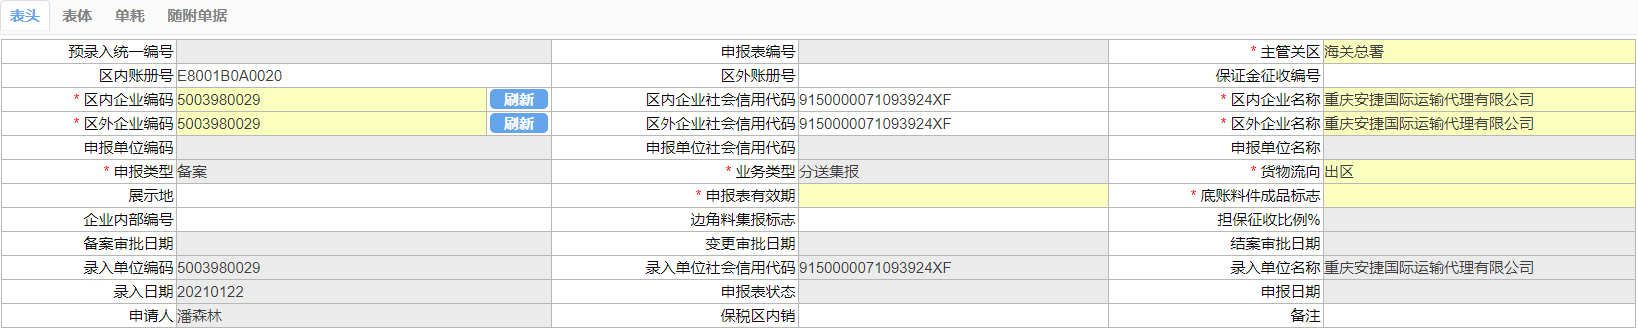 表头 表体 单耗 随附单据
预录入统一编号 申报表编号 * 主管关区 海关总署
区内账册号 E8001B0A0020 区外账册号 保证金征收编号
* 区内企业编码 5003980029 刷新 区内企业社会信用代码 9150000071093924XF * 区内企业名称 重庆安捷国际运输代理有限公司
* 区外企业编码 5003980029 刷新 区外企业社会信用代码 9150000071093924XF * 区外企业名称 重庆安捷国际运输代理有限公司
申报单位编码 申报单位社会信用代码 申报单位名称
* 申报类型 备案 * 业务类型 分送集报 * 货物流向 出区
展示地 * 申报表有效期 * 底账料件成品标志
企业内部编号 边角料集报标志 担保征收比例%
备案审批日期 变更审批日期 结案审批日期
录入单位编码 5003980029 录入单位社会信用代码 9150000071093924XF 录入单位名称 重庆安捷国际运输代理有限公司
录入日期 20210122 申报表状态 申报日期
申请人 潘森林 保税区内销 备注